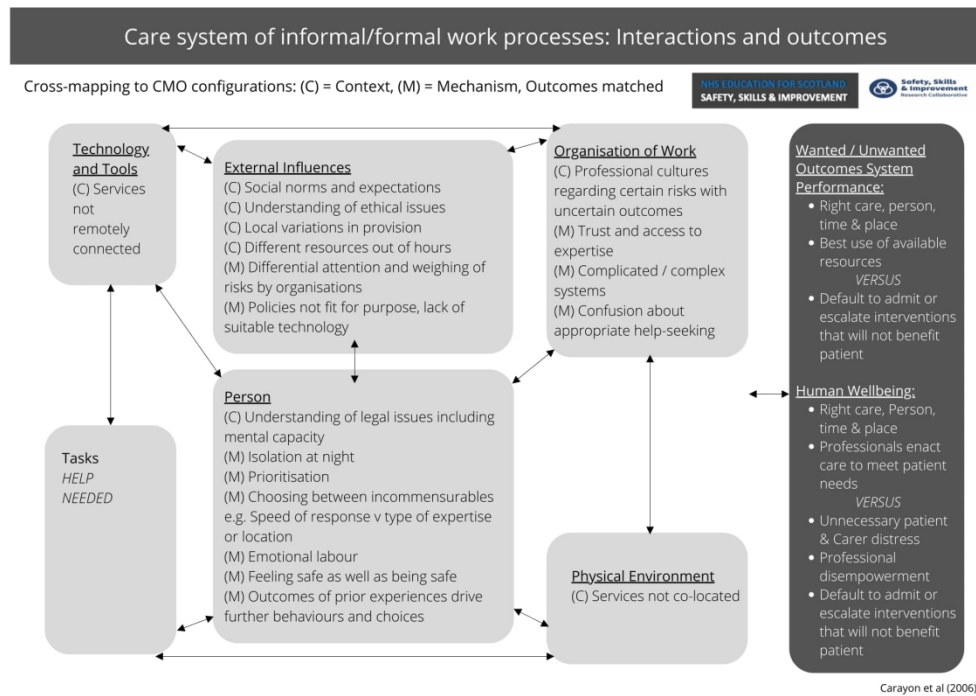 Care system of informal/formal work processes: Interactions and outcomes
Cross-mapping to CMO configurations: (C) = Context, (M) = Mechanism, Outcomes matched
NHS EDUCATION FOR SCOTLAND
SAFETY, SKILLS & IMPROVEMENT
Safety, Skills
& Improvement
Research Collaborative
Technology
and Tools
(C) Services
not
remotely
connected
External Influences
(C) Social norms and expectations
(C) Understanding of ethical issues
(C) Local variations in provision
(C) Different resources out of hours
(M) Differential attention and weighing of
risks by organisations
(M) Policies not fit for purpose, lack of
suitable technology
Organisation of Work
(C) Professional cultures
regarding certain risks with
uncertain outcomes
(M) Trust and access to
expertise
(M) Complicated / complex
systems
(M) Confusion about
appropriate help-seeking
Tasks
HELP
NEEDED
Person
(C) Understanding of legal issues including
mental capacity
(M) Isolation at night
(M) Prioritisation
(M) Choosing between incommensurables
e.g. Speed of response v type of expertise
or location
(M) Emotional labour
(M) Feeling safe as well as being safe
(M) Outcomes of prior experiences drive
further behaviours and choices
Physical Environment
(C) Services not co-located
Wanted / Unwanted
Outcomes System
Performance:
• Right care, person,
time & place
• Best use of available
resources
VERSUS
• Default to admit or
escalate interventions
that will not benefit
patient
Human Wellbeing:
• Right care, Person,
time & place
• Professionals enact
care to meet patient
needs
VERSUS
• Unnecessary patient
& Carer distress
• Professional
disempowerment
• Default to admit or
escalate interventions
that will not benefit
patient
Carayon et al (2006)